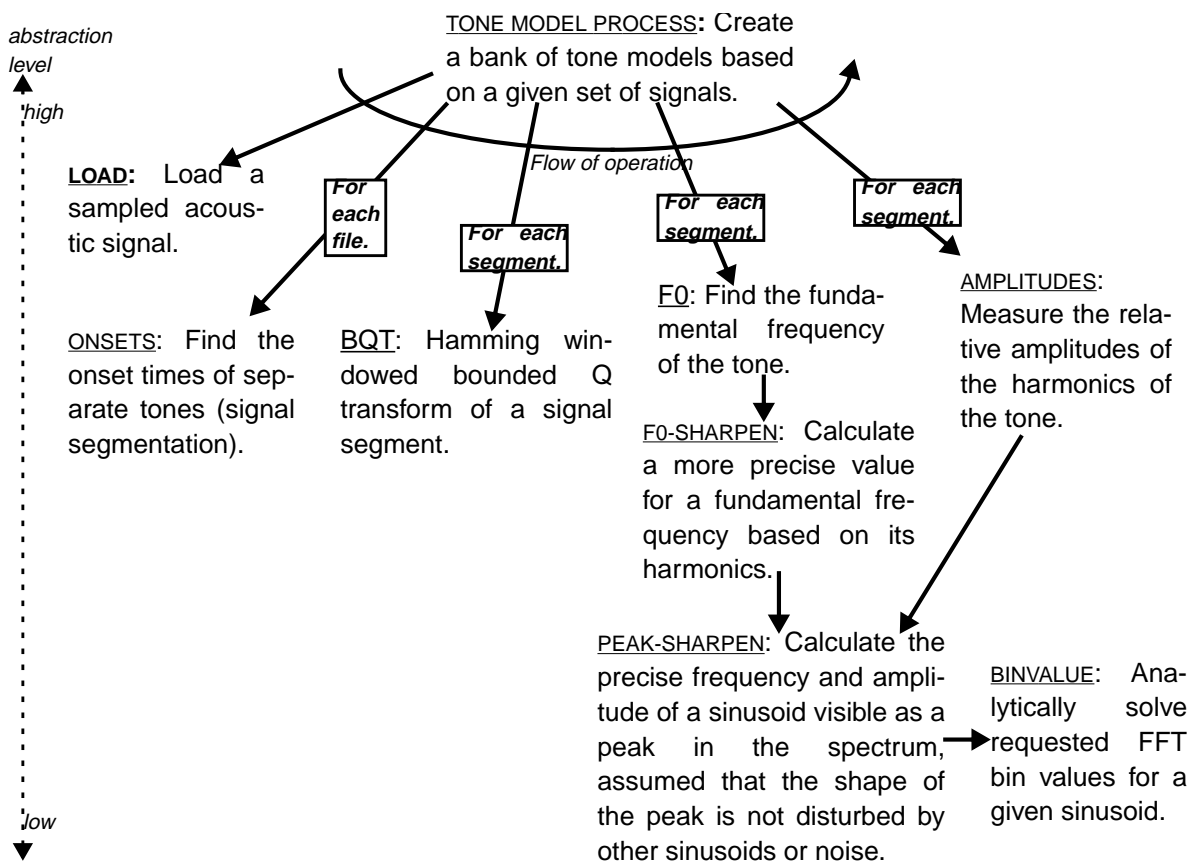 TONE MODEL PROCESS: Create
a bank of tone models based
on a given set of signals.
abstraction
level
high
Flow of operation
LOAD: Load a
sampled acous-
tic signal.
For
each
file.
For each
segment.
For each
segment.
For each
segment.
ONSETS: Find the
onset times of sep-
arate tones (signal
segmentation).
BQT: Hamming win-
dowed bounded Q
transform of a signal
segment.
F0: Find the funda-
mental frequency
of the tone.
AMPLITUDES:
Measure the rela-
tive amplitudes of
the harmonics of
the tone.
F0-SHARPEN: Calculate
a more precise value
for a fundamental fre-
quency based on its
harmonics.
PEAK-SHARPEN: Calculate the
precise frequency and ampli-
tude of a sinusoid visible as a
peak in the spectrum,
assumed that the shape of
the peak is not disturbed by
other sinusoids or noise.
BINVALUE: Ana-
lytically solve
requested FFT
bin values for a
given sinusoid.
low